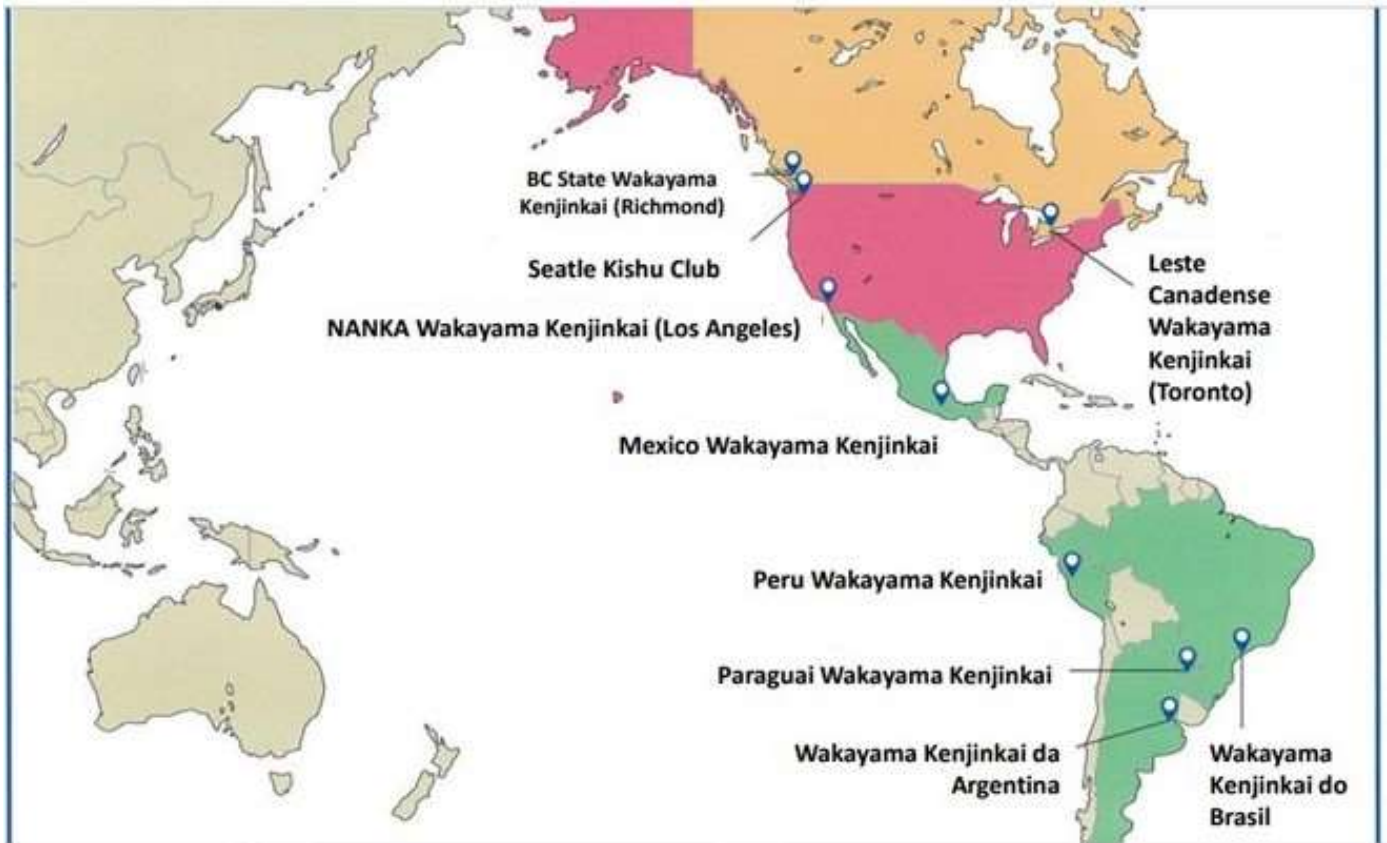 BC State Wakayama
Kenjinkai (Richmond)
Seatle Kishu Club
NANKA Wakayama Kenjinkai (Los Angeles)
Leste
Canadense
Wakayama
Kenjinkai
(Toronto)
Mexico Wakayama Kenjinkai
Peru Wakayama Kenjinkai
Paraguai Wakayama Kenjinkai
Wakayama Kenjinkai da
Argentina
Wakayama
Kenjinkai do
Brasil